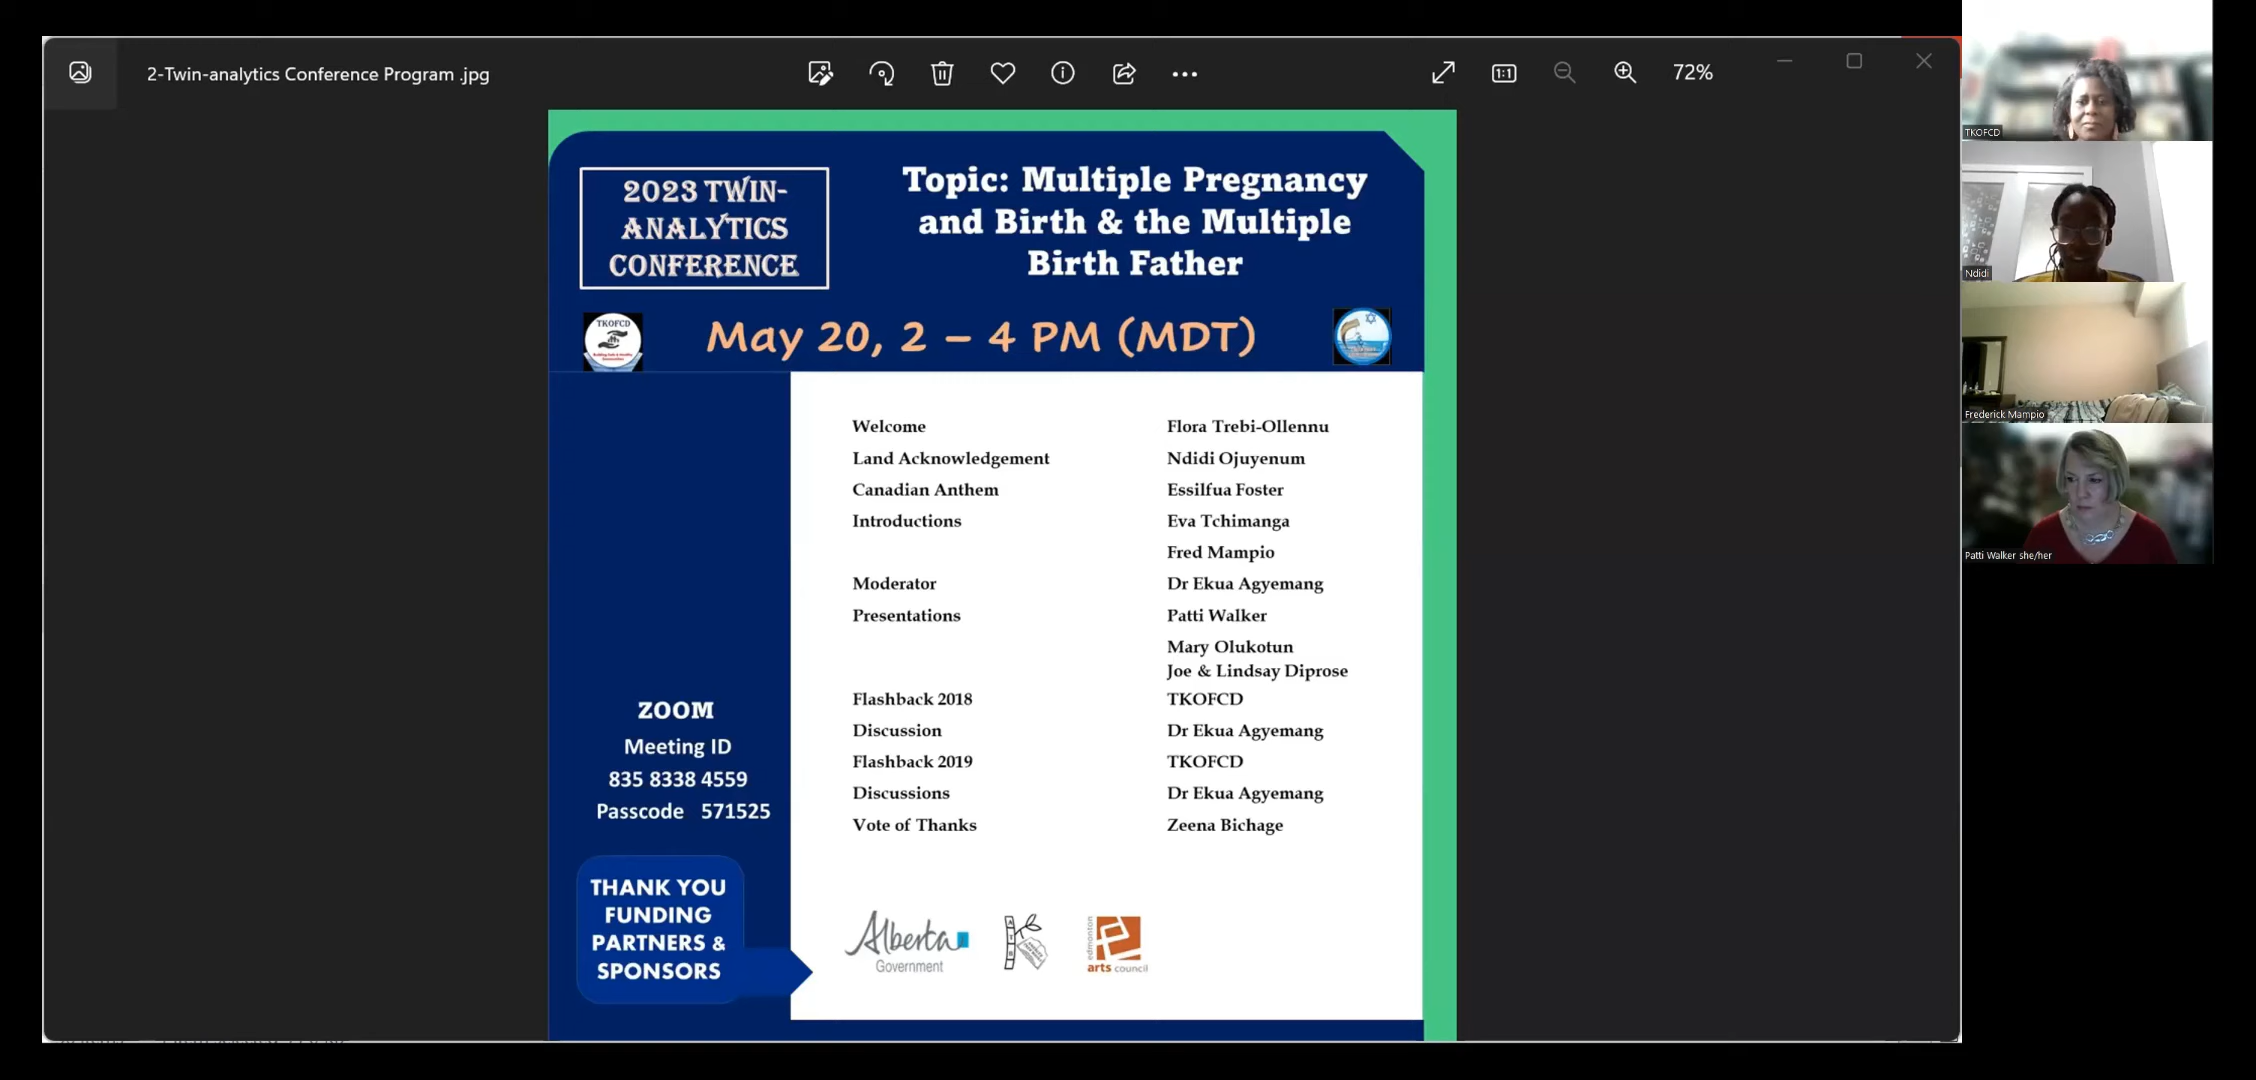 2-Twin-analytics Conference Program .jpg
1:1
72%
2023 TWIN-
ANALYTICS
CONFERENCE
Topic: Multiple Pregnancy
and Birth & the Multiple
Birth Father
TKOFCD
May 20, 2 – 4 PM (MDT)
Welcome Flora Trebi-Ollennu
Land Acknowledgement Ndidi Ojuyenum
Canadian Anthem Essilfua Foster
Introductions Eva Tchimanga
Fred Mampio
Moderator Dr Ekua Agyemang
Presentations Patti Walker
Mary Olukotun
Joe & Lindsay Diprose
Flashback 2018 TKOFCD
Discussion Dr Ekua Agyemang
Flashback 2019 TKOFCD
Discussions Dr Ekua Agyemang
Vote of Thanks Zeena Bichage
ZOOM
Meeting ID
835 8338 4559
Passcode 571525
THANK YOU
FUNDING
PARTNERS &
SPONSORS
Alberta
Government
edmonton
arts council
TKOFCD
Ndidi
Frederick Mampio
Patti Walker she/her